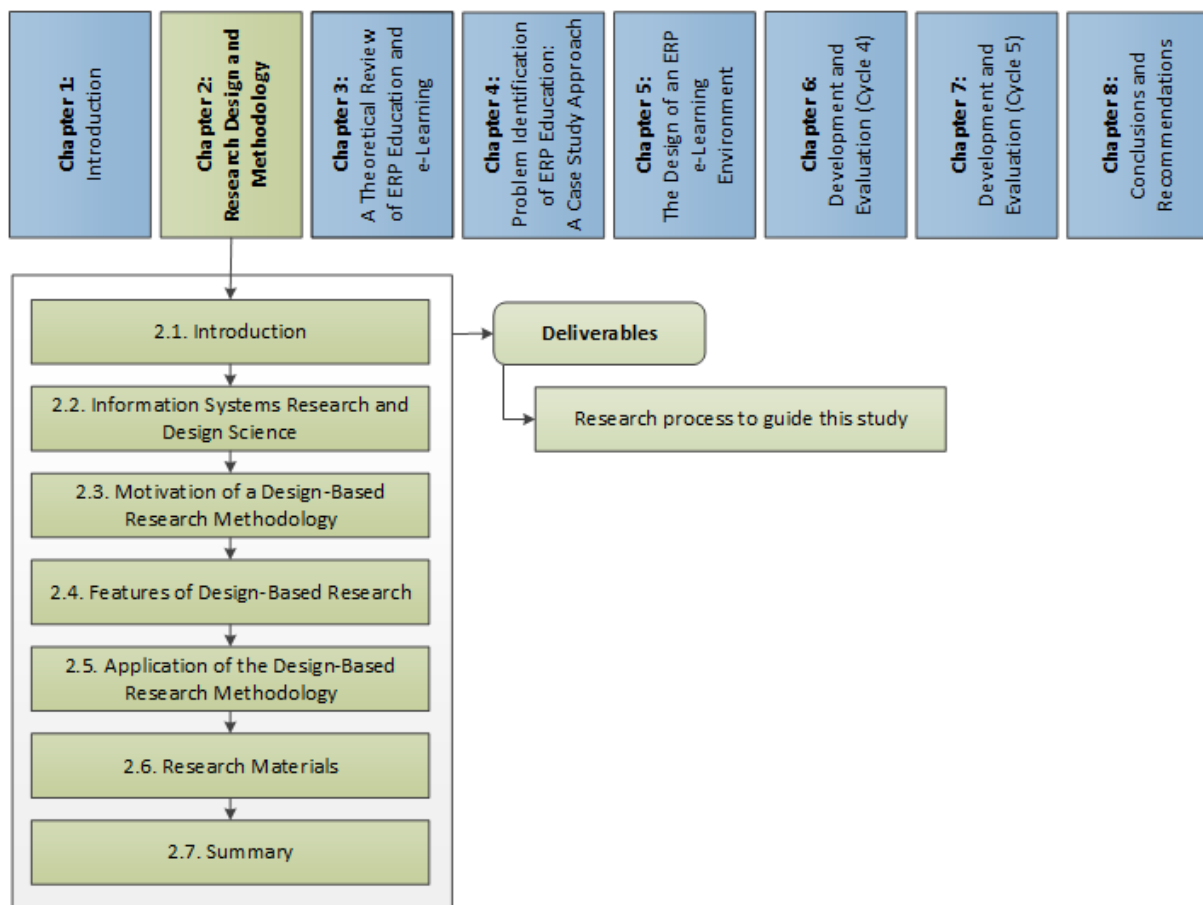 Chapter 1:
Introduction
Chapter 2:
Research Design and
Methodology
Chapter 3:
A Theoretical Review
of ERP Education and
e-Learning
Chapter 4:
Problem Identification
of ERP Education:
A Case Study Approach
Chapter 5:
The Design of an ERP
e-Learning
Environment
Chapter 6:
Development and
Evaluation (Cycle 4)
Chapter 7:
Development and
Evaluation (Cycle 5)
Chapter 8:
Conclusions and
Recommendations
2.1. Introduction
2.2. Information Systems Research and
Design Science
2.3. Motivation of a Design-Based
Research Methodology
2.4. Features of Design-Based Research
2.5. Application of the Design-Based
Research Methodology
2.6. Research Materials
2.7. Summary
Deliverables
Research process to guide this study